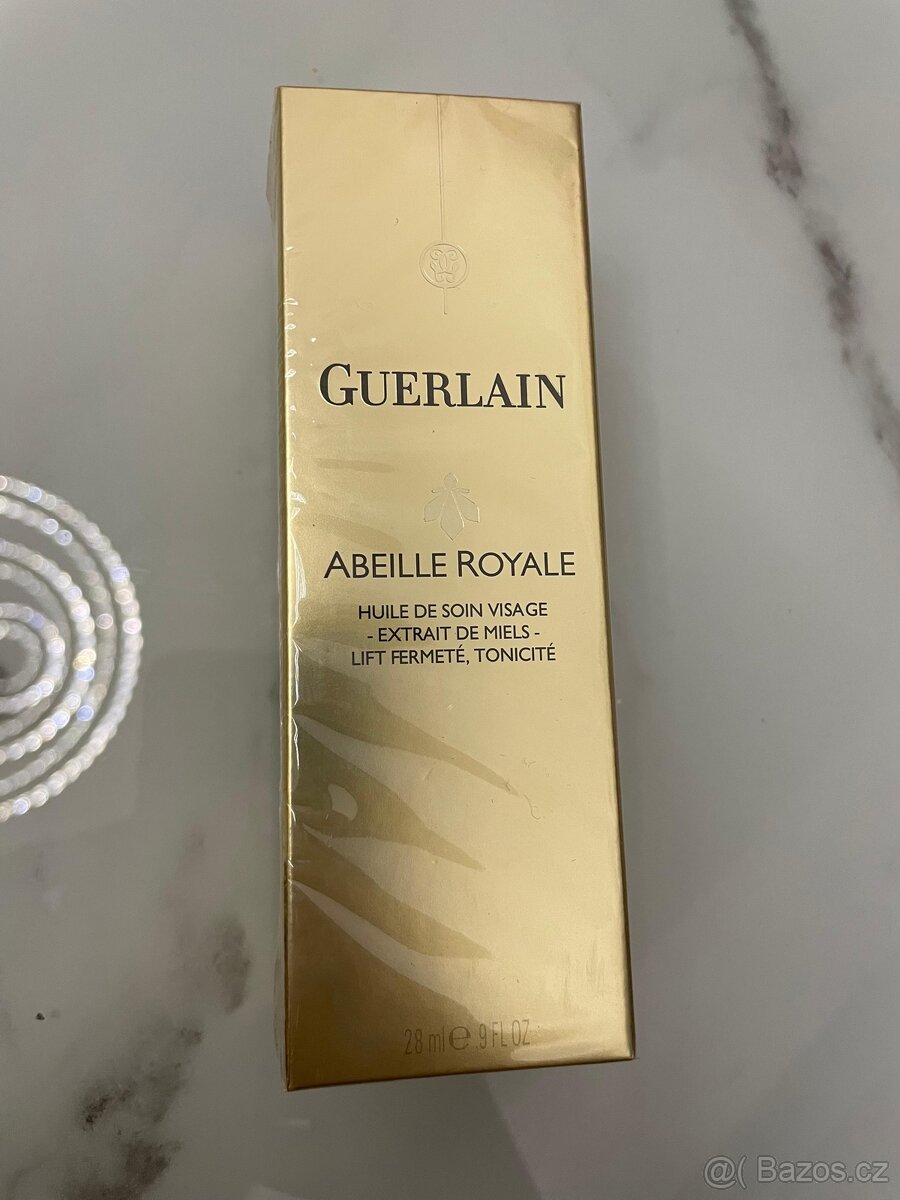 GUERLAIN
ABEILLE ROYALE
HUILE DE SOIN VISAGE
- EXTRAIT DE MIELS -
LIFT FERMETÉ, TONICITÉ
28 ml e .9 FL OZ
@( Bazos.cz